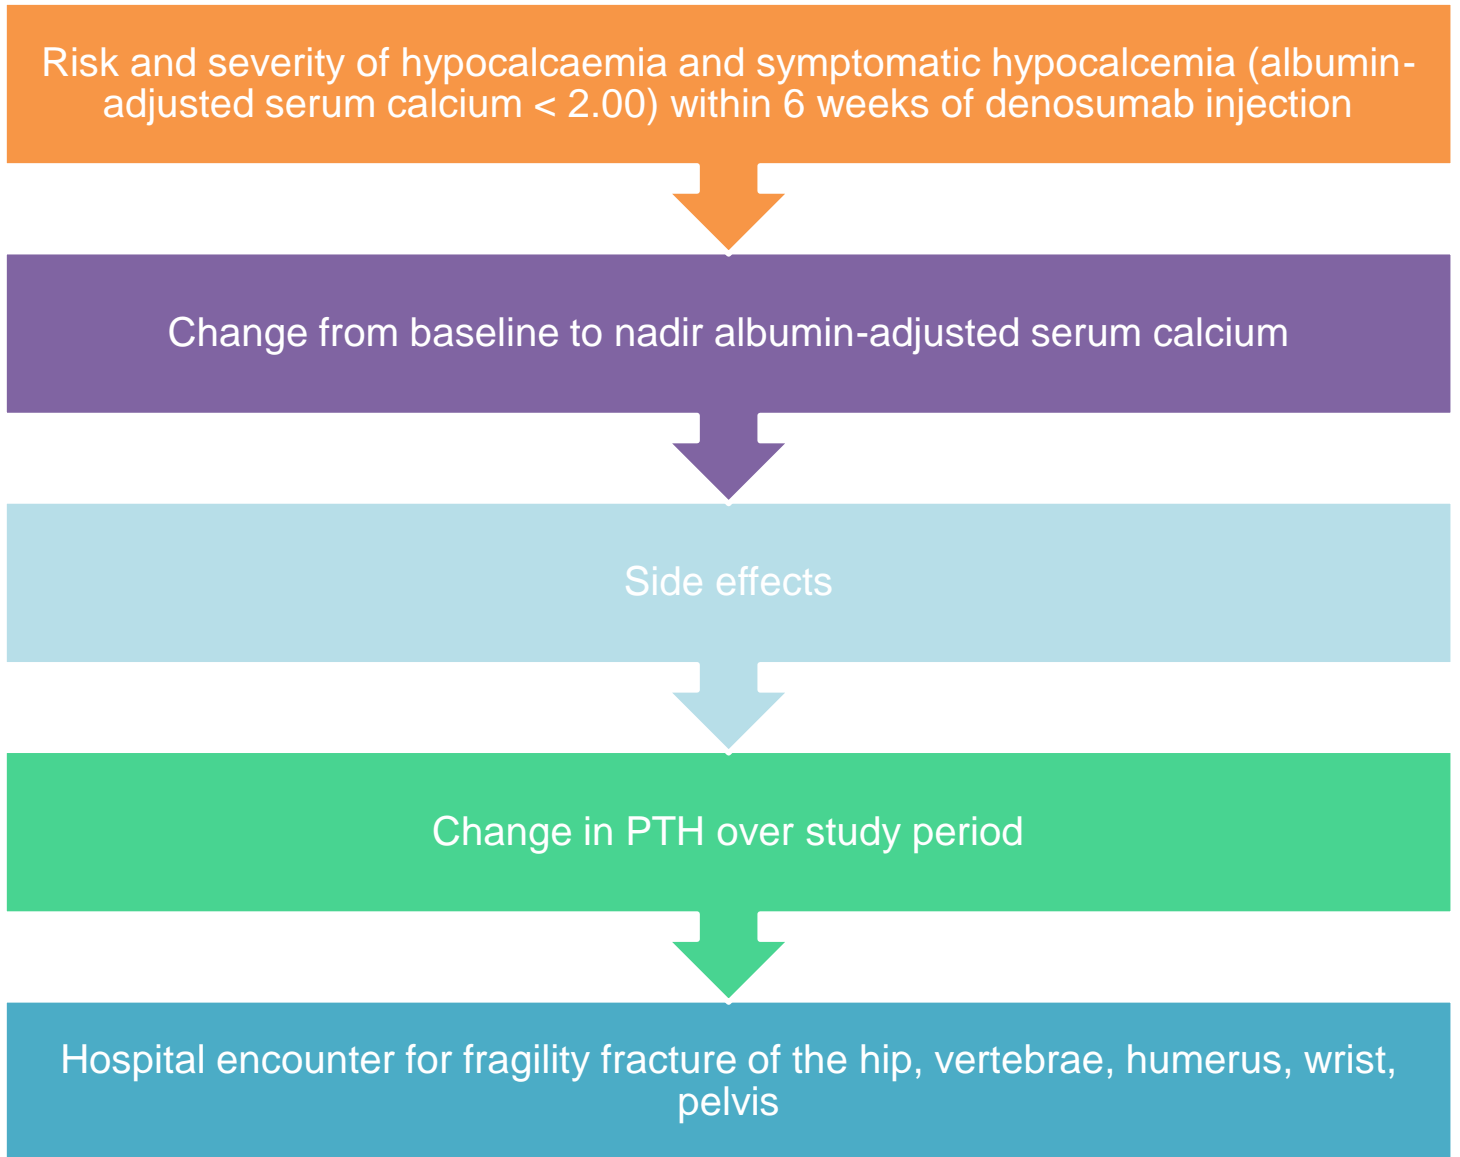 Risk and severity of hypocalcaemia and symptomatic hypocalcemia (albumin-
adjusted serum calcium < 2.00) within 6 weeks of denosumab injection
Change from baseline to nadir albumin-adjusted serum calcium
Side effects
Change in PTH over study period
Hospital encounter for fragility fracture of the hip, vertebrae, humerus, wrist,
pelvis